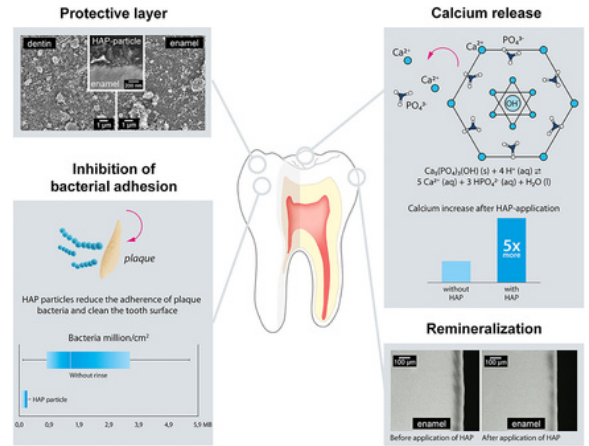 Protective layer
dentin
HAP-particle
enamel
enamel
200 nm
1 µm
1 µm
Inhibition of
bacterial adhesion
plaque
HAP particles reduce the adherence of plaque
bacteria and clean the tooth surface
Bacteria million/cm²
Without rinse
HAP particle
0,0 0,9 1,9 2,9 3,9 4,9 5,9 MB
Calcium release
Ca²⁺
Ca²⁺
PO₄³⁻
Ca²⁺
PO₄³⁻
OH
Ca₅(PO₄)₃(OH) (s) + 4 H⁺ (aq) ⇄
5 Ca²⁺ (aq) + 3 HPO₄²⁻ (aq) + H₂O (l)
Calcium increase after HAP-application
5x
more
without
HAP
with
HAP
Remineralization
100 µm
100 µm
enamel
enamel
Before application of HAP
After application of HAP